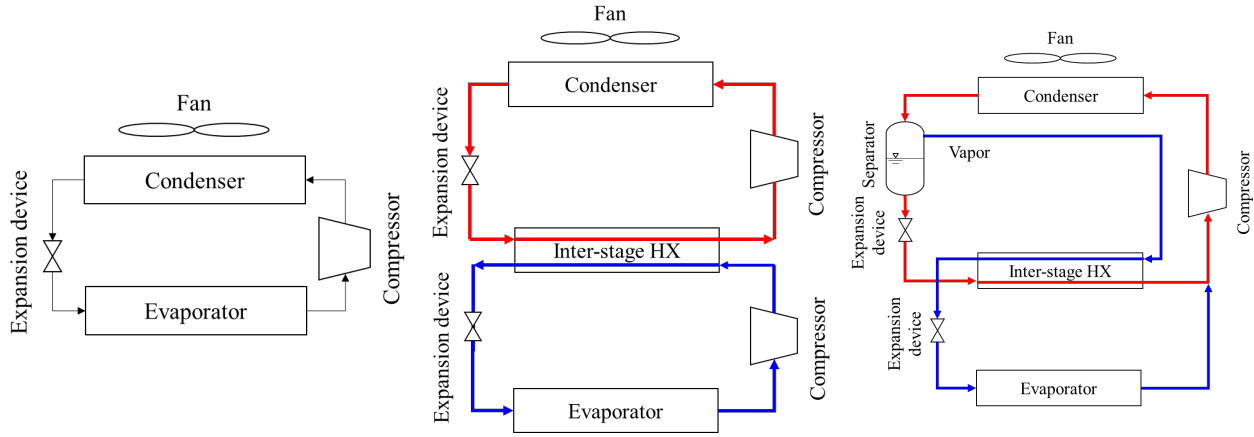 Fan
Condenser
Expansion device
Compressor
Evaporator
Fan
Condenser
Expansion device
Compressor
Inter-stage HX
Expansion device
Compressor
Evaporator
Fan
Condenser
Separator
Vapor
Compressor
Expansion
device
Inter-stage HX
Expansion
device
Evaporator